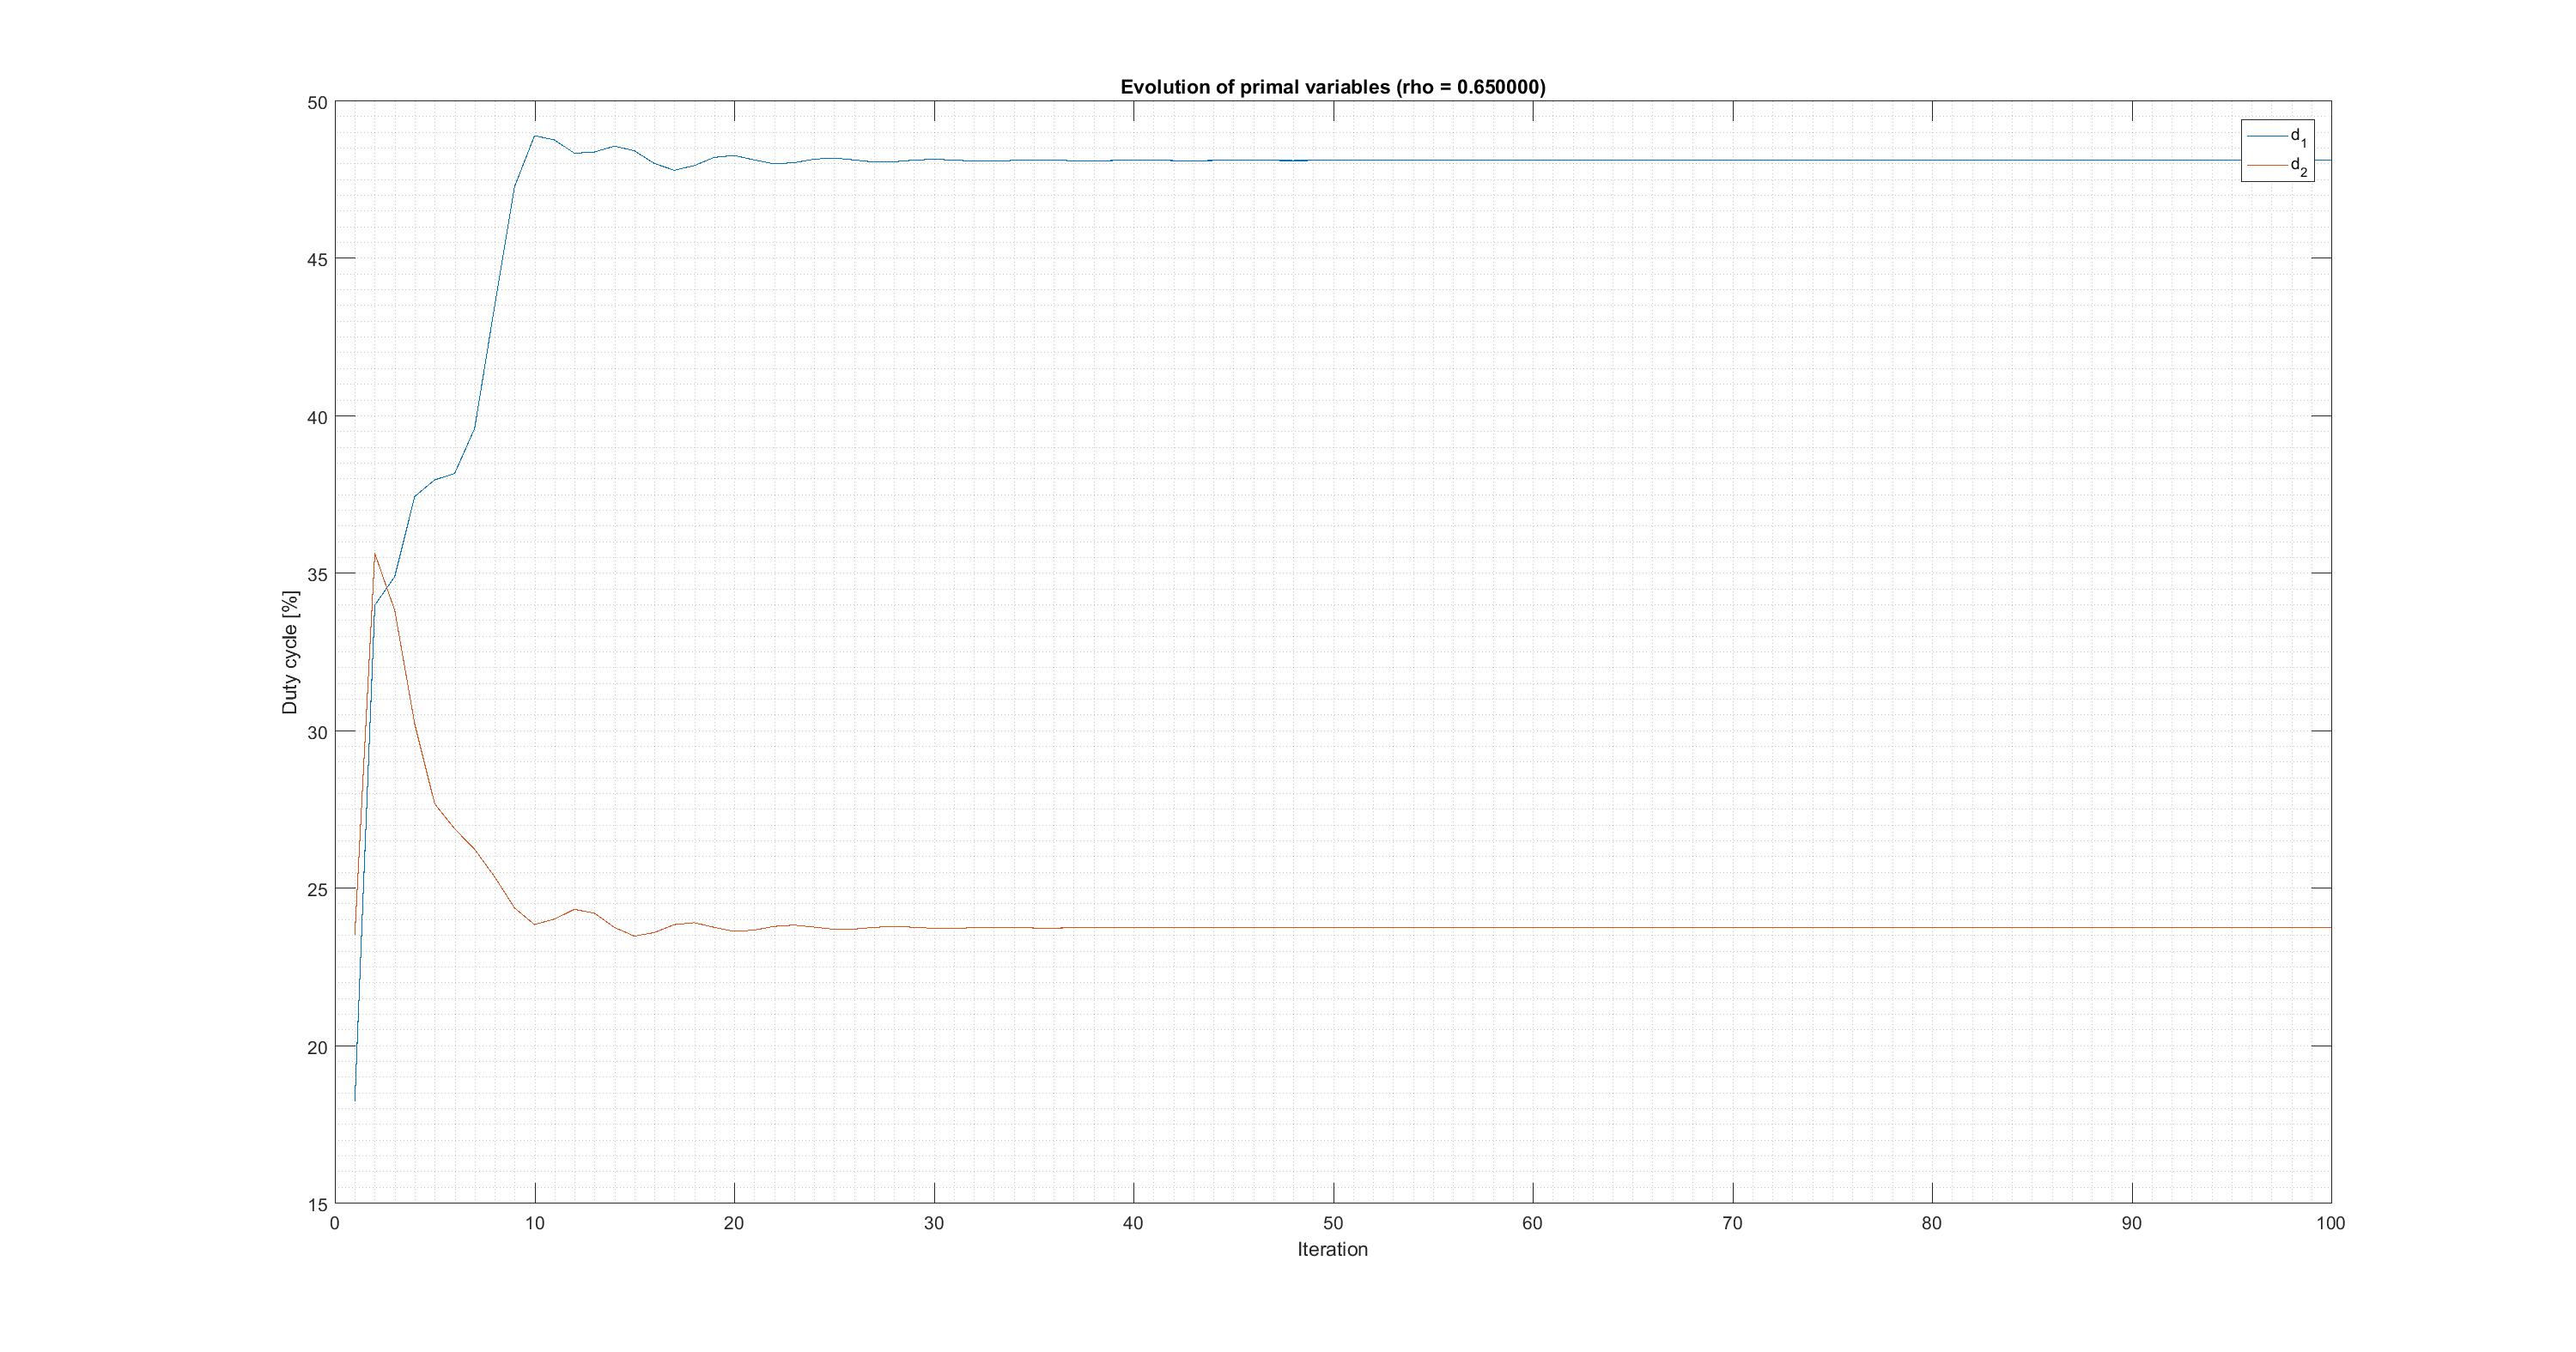 Evolution of primal variables (rho = 0.650000)
50
45
40
35
30
25
20
15
Duty cycle [%]
d1
d2
0 10 20 30 40 50 60 70 80 90 100
Iteration